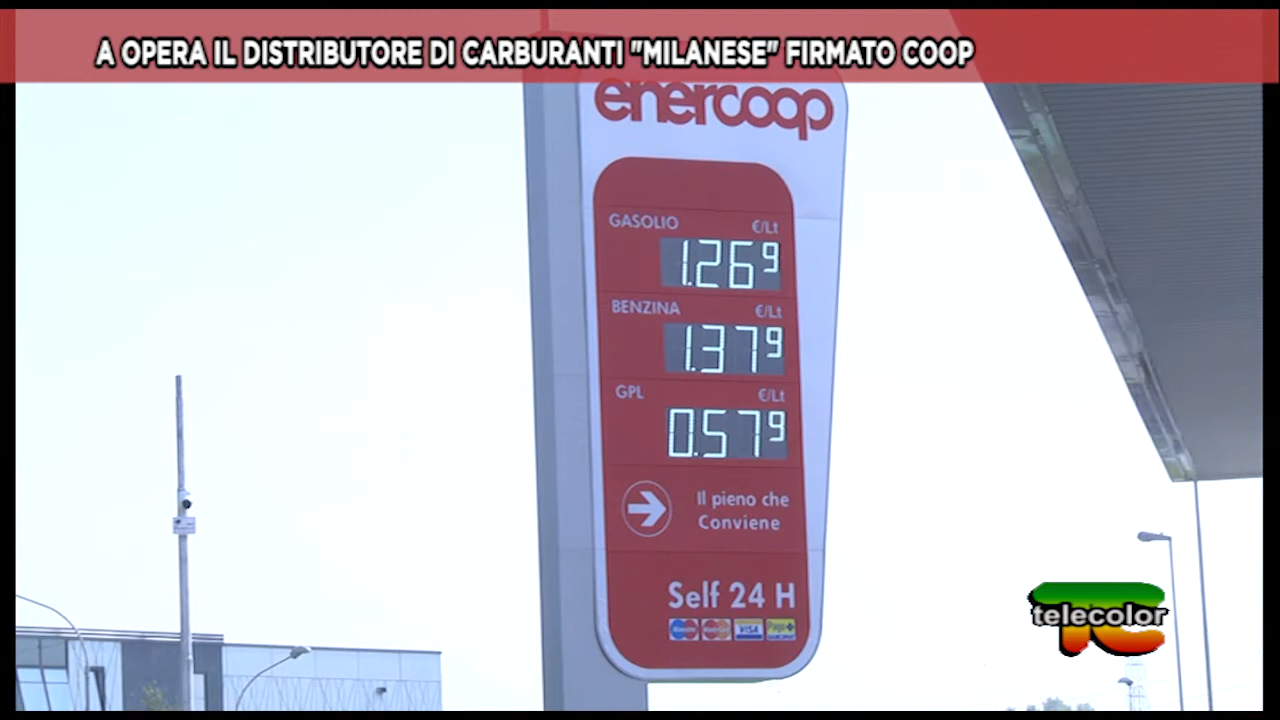 A OPERA IL DISTRIBUTORE DI CARBURANTI "MILANESE" FIRMATO COOP
enercoop
GASOLIO €/Lt
1.269
BENZINA €/Lt
1.379
GPL €/Lt
0.579
Il pieno che
Conviene
Self 24 H
VISA
telecolor